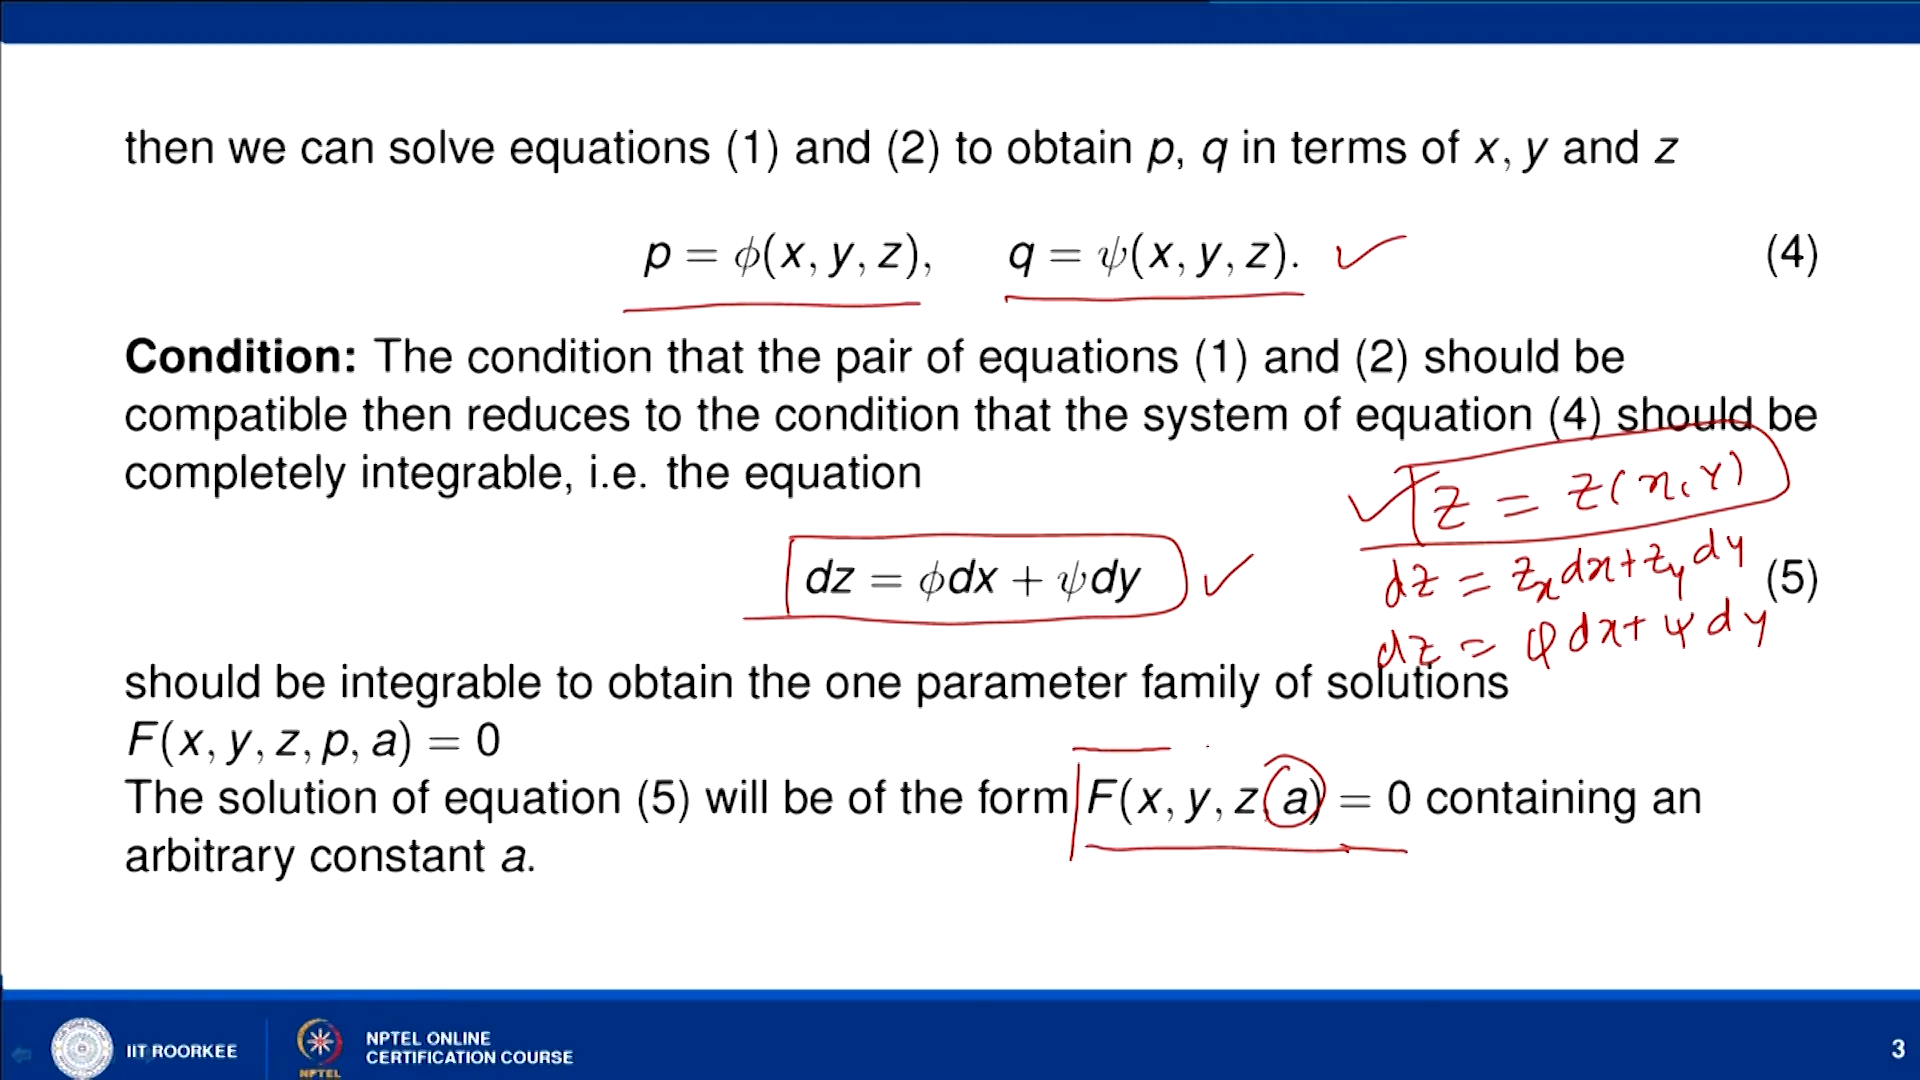 then we can solve equations (1) and (2) to obtain p, q in terms of x, y and z
p = ϕ(x, y, z), q = ψ(x, y, z). ✓ (4)
Condition: The condition that the pair of equations (1) and (2) should be
compatible then reduces to the condition that the system of equation (4) should be
completely integrable, i.e. the equation
✓ z = z(x, y)
dz = ϕdx + ψdy ✓ (5)
dz = z_x dx + z_y dy
dz = φ dx + ψ dy
should be integrable to obtain the one parameter family of solutions
F(x, y, z, p, a) = 0
The solution of equation (5) will be of the form F(x, y, z, a) = 0 containing an
arbitrary constant a.
IIT ROORKEE
NPTEL
NPTEL ONLINE
CERTIFICATION COURSE
3